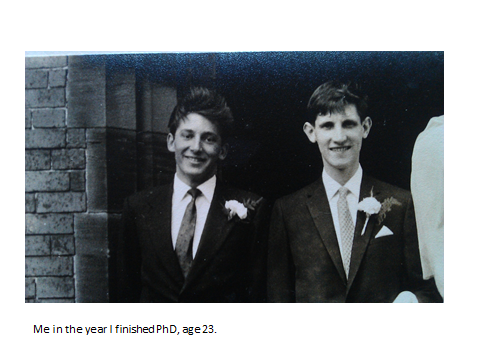 Me in the year I finished PhD, age 23.